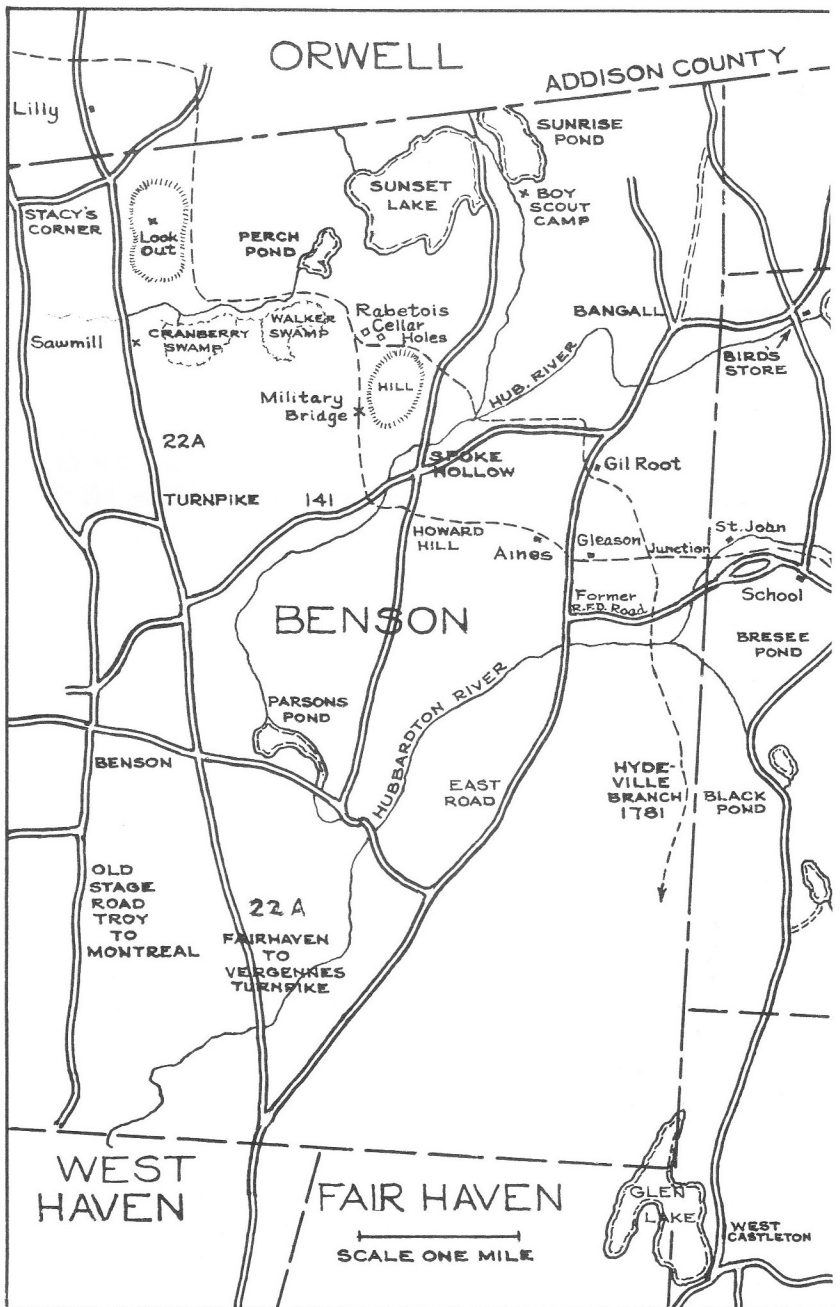 ORWELL
ADDISON COUNTY
Lilly
SUNRISE
POND
SUNSET
LAKE
BOY
SCOUT
CAMP
STACY'S
CORNER
Look
Out
PERCH
POND
Rabetois
Cellar
Holes
BANGALL
Sawmill
CRANBERRY
SWAMP
WALKER
SWAMP
HILL
HUB. RIVER
BIRD'S
STORE
Military
Bridge
22A
SPOKE
HOLLOW
Gil Root
TURNPIKE
141
HOWARD
HILL
Aines
Gleason
Junction
St. John
Former
R.F.D. Road
School
BENSON
BRESEE
POND
PARSONS
POND
HUBBARDTON RIVER
BENSON
EAST
ROAD
HYDE-
VILLE
BRANCH
1781
BLACK
POND
OLD
STAGE
ROAD
TROY
TO
MONTREAL
22A
FAIRHAVEN
TO
VERGENNES
TURNPIKE
WEST
HAVEN
FAIR HAVEN
SCALE ONE MILE
GLEN
LAKE
WEST
CASTLETON